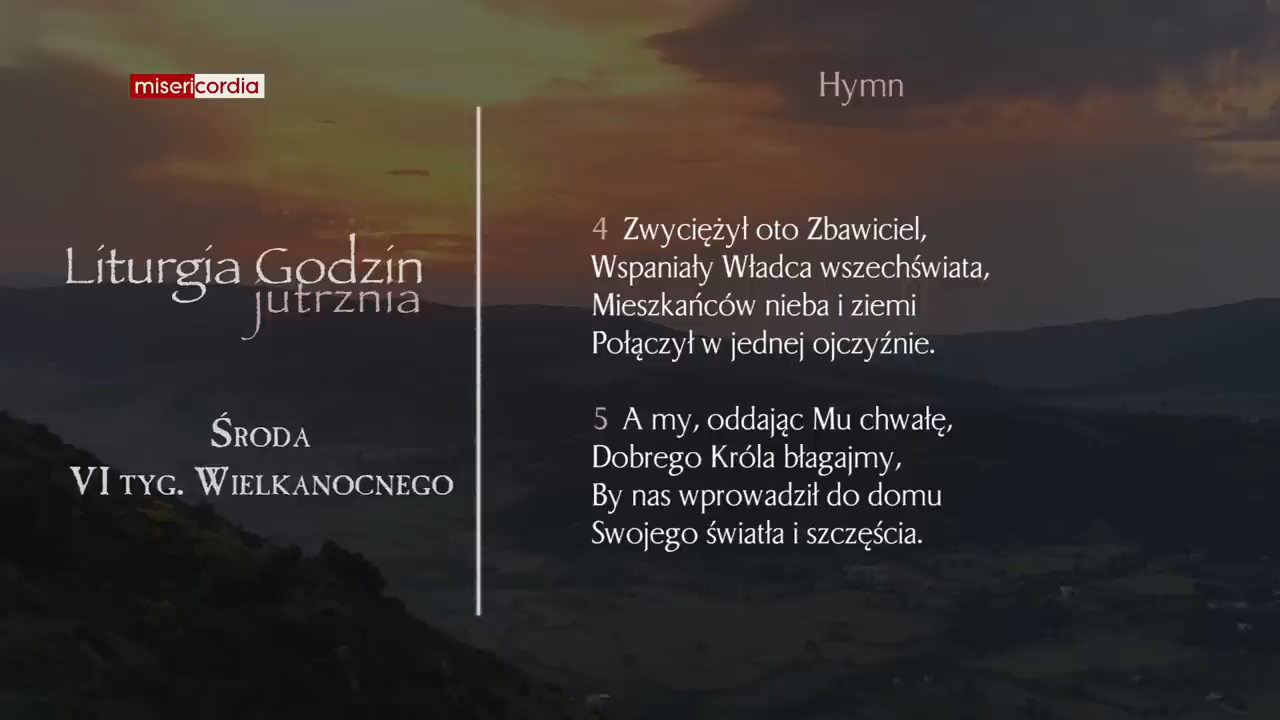 misericordia
Liturgia Godzin
jutrznia
Środa
VI tyg. Wielkanocnego
Hymn
4 Zwyciężył oto Zbawiciel,
Wspaniały Władca wszechświata,
Mieszkańców nieba i ziemi
Połączył w jednej ojczyźnie.
5 A my, oddając Mu chwałę,
Dobrego Króla błagajmy,
By nas wprowadził do domu
Swojego światła i szczęścia.